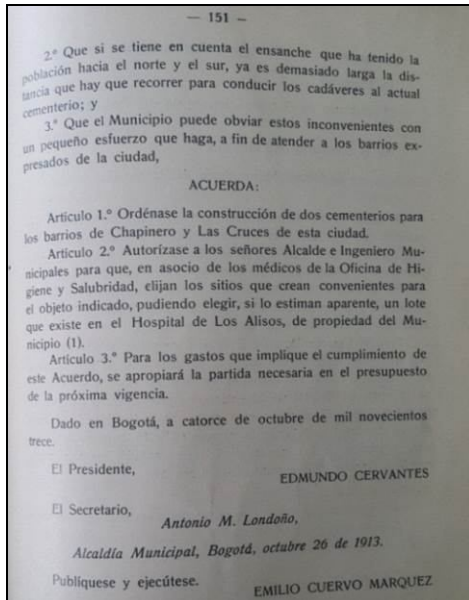 — 151 —
2.º Que si se tiene en cuenta el ensanche que ha tenido la
población hacia el norte y el sur, ya es demasiado larga la dis-
tancia que hay que recorrer para conducir los cadáveres al actual
cementerio; y
3.º Que el Municipio puede obviar estos inconvenientes con
un pequeño esfuerzo que haga, a fin de atender a los barrios ex-
presados de la ciudad,
ACUERDA:
Artículo 1.º Ordénase la construcción de dos cementerios para
los barrios de Chapinero y Las Cruces de esta ciudad.
Artículo 2.º Autorízase a los señores Alcalde e Ingeniero Mu-
nicipales para que, en asocio de los médicos de la Oficina de Hi-
giene y Salubridad, elijan los sitios que crean convenientes para
el objeto indicado, pudiendo elegir, si lo estiman aparente, un lote
que existe en el Hospital de Los Alisos, de propiedad del Mu-
nicipio (1).
Artículo 3.º Para los gastos que implique el cumplimiento de
este Acuerdo, se apropiará la partida necesaria en el presupuesto
de la próxima vigencia.
Dado en Bogotá, a catorce de octubre de mil novecientos
trece.
El Presidente,
EDMUNDO CERVANTES
El Secretario,
Antonio M. Londoño,
Alcaldía Municipal, Bogotá, octubre 26 de 1913.
Publíquese y ejecútese.
EMILIO CUERVO MARQUEZ